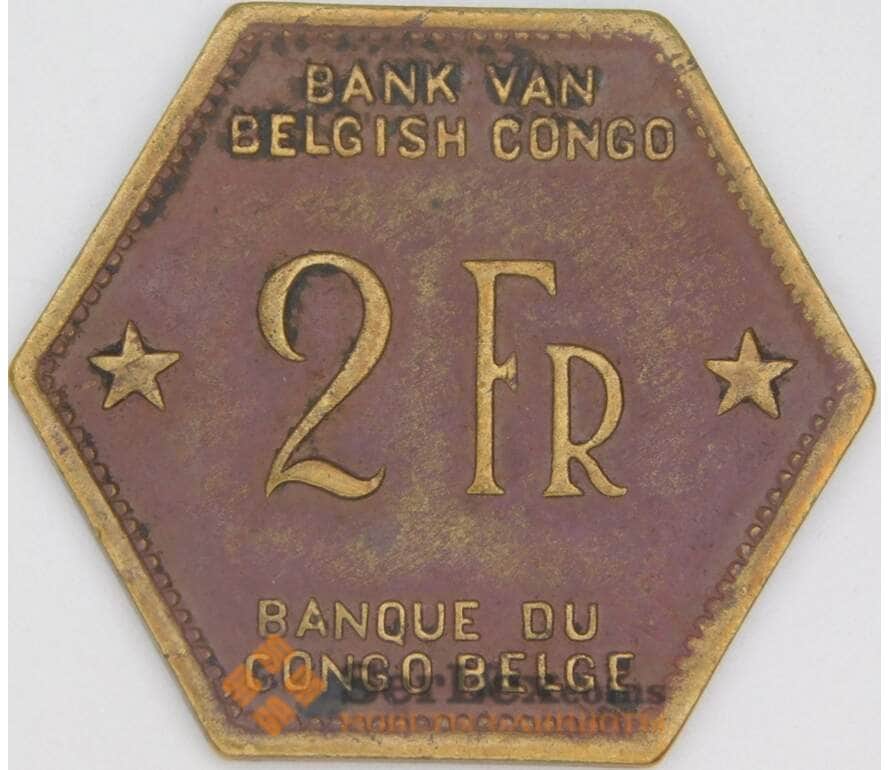 BANK VAN
BELGISH CONGO
2 FR
BANQUE DU
CONGO BELGE